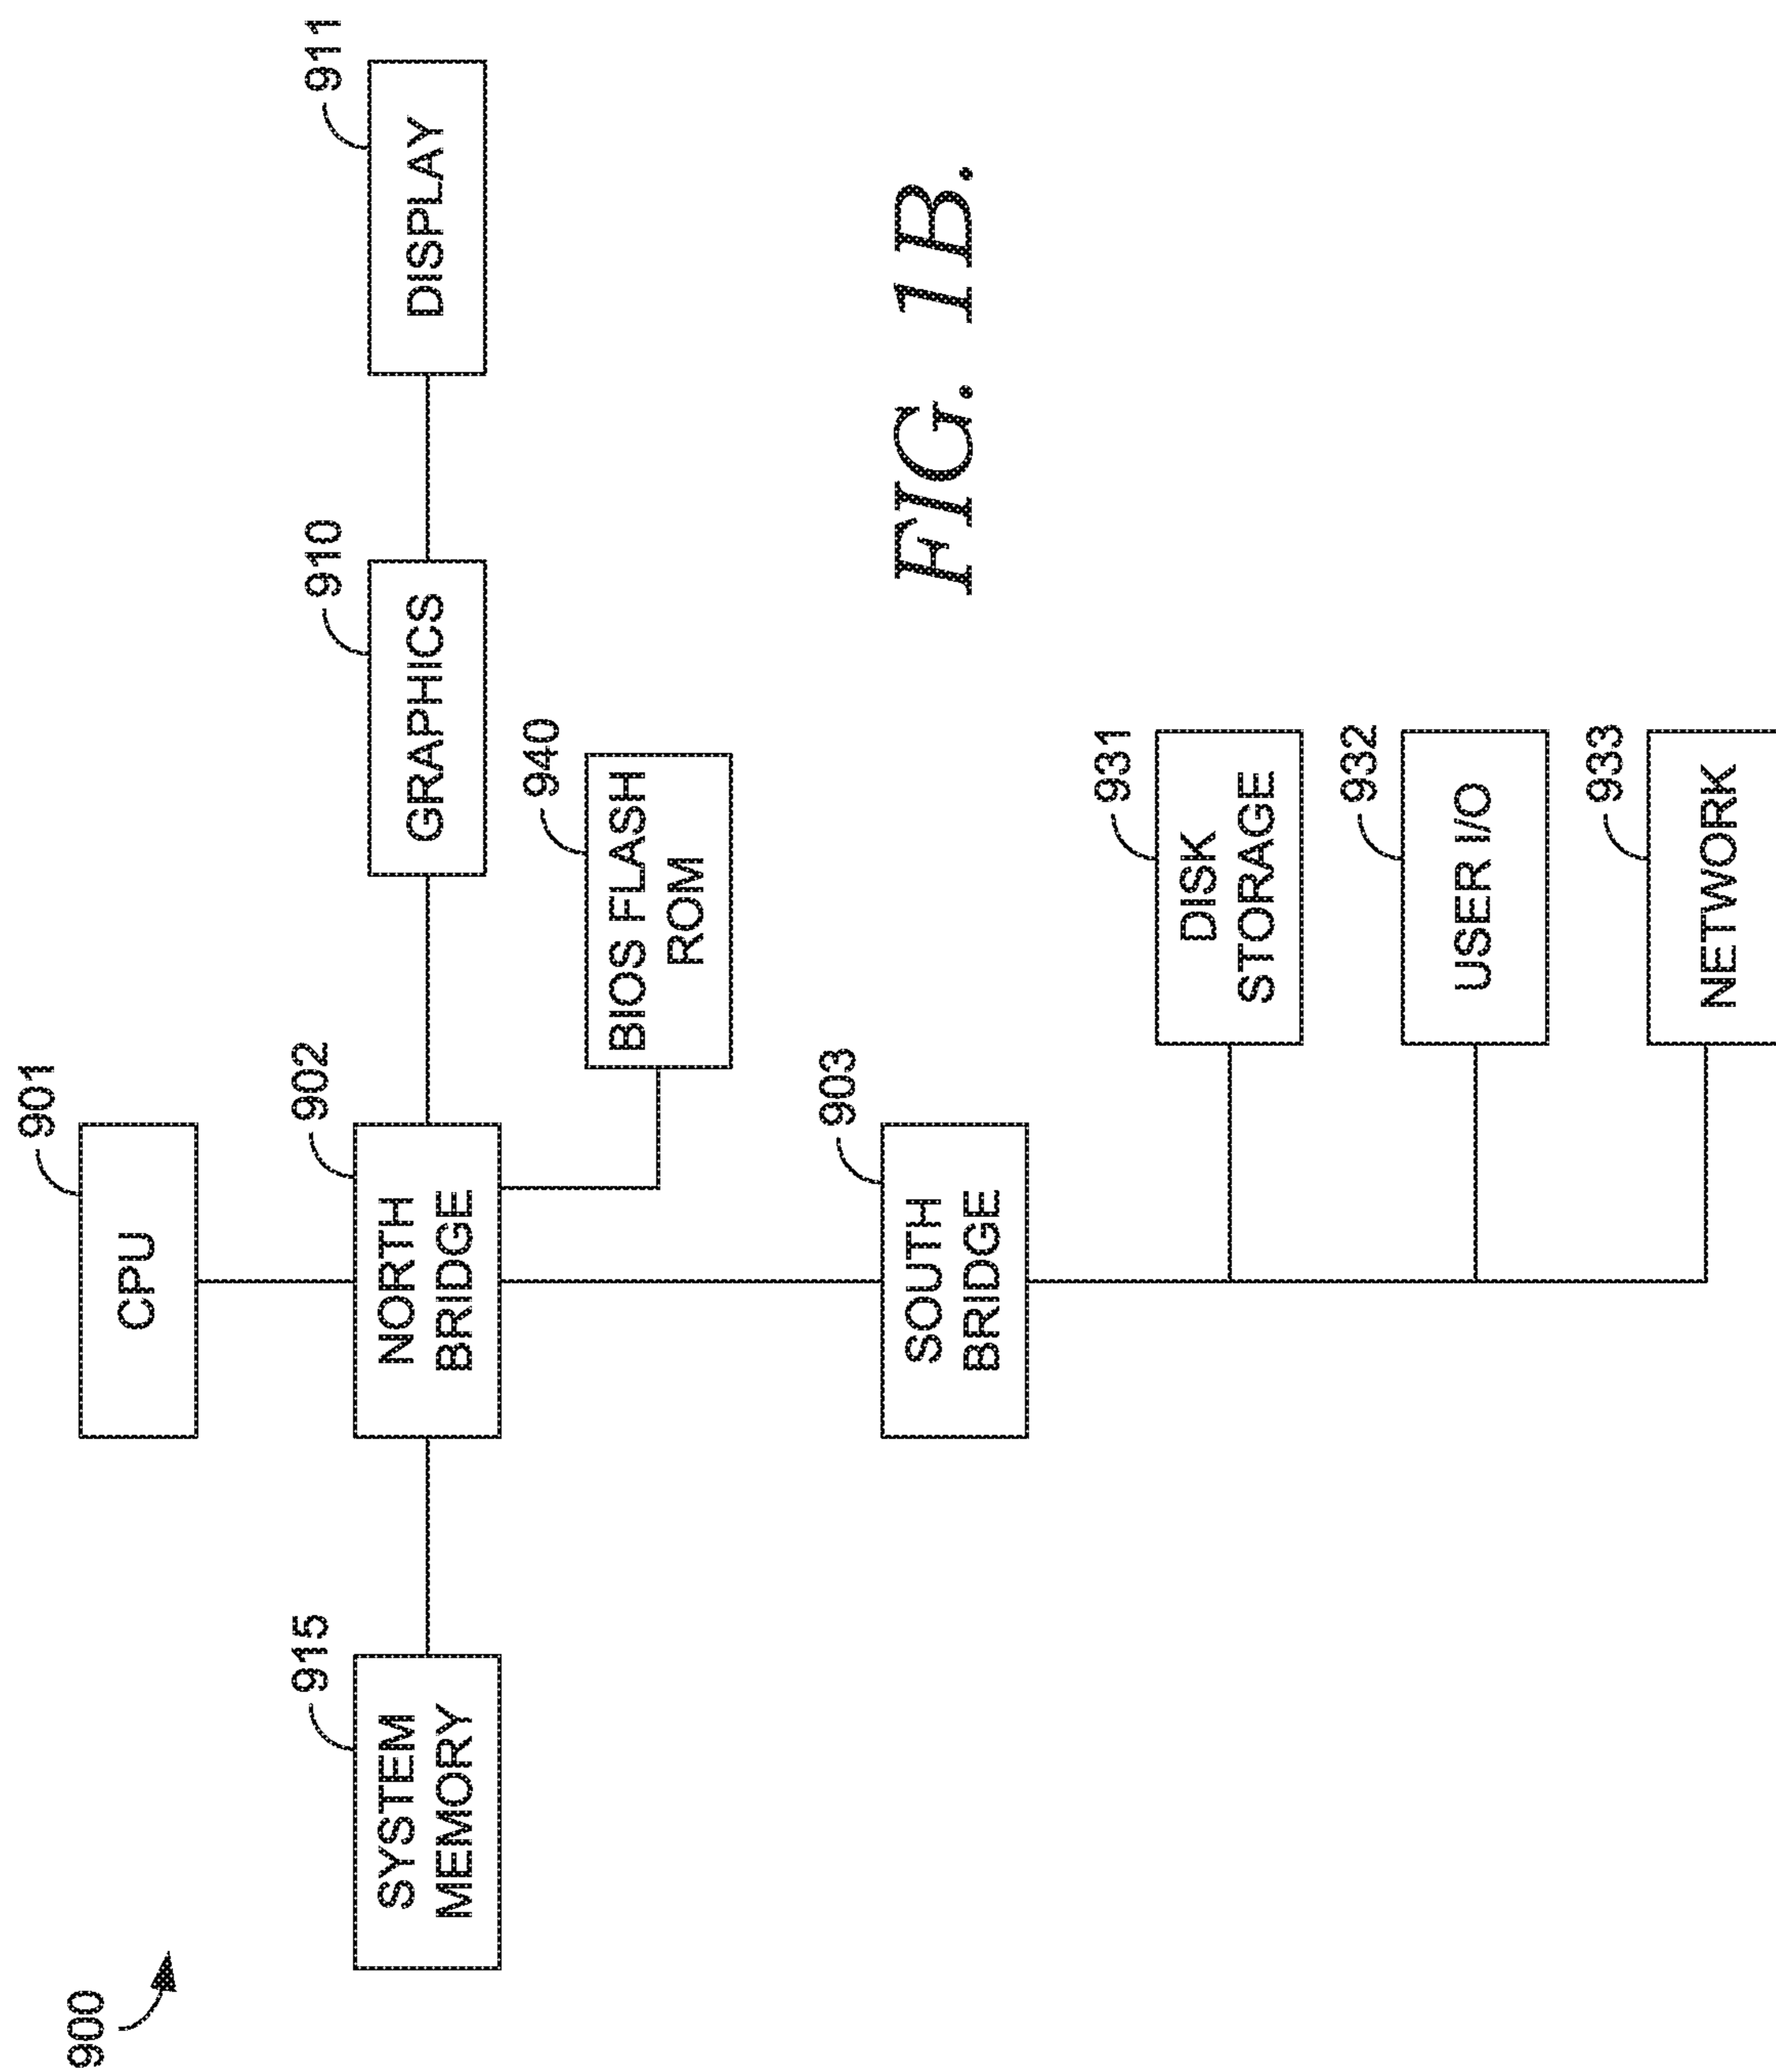 900
901
CPU
915
SYSTEM
MEMORY
902
NORTH
BRIDGE
910
GRAPHICS
911
DISPLAY
940
BIOS FLASH
ROM
903
SOUTH
BRIDGE
931
DISK
STORAGE
932
USER I/O
933
NETWORK
FIG. 1B.